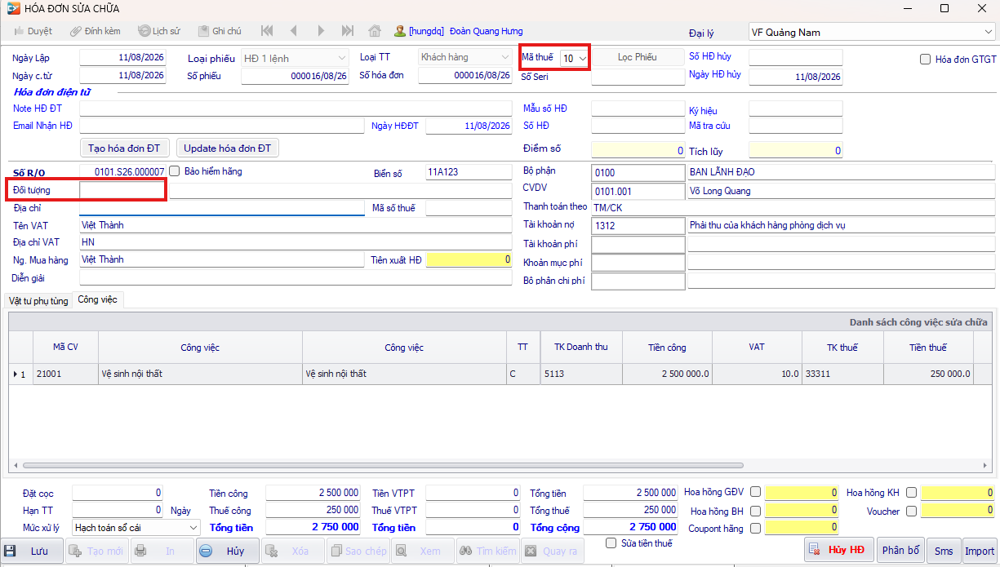 HÓA ĐƠN SỬA CHỮA
Duyệt Đính kèm Lịch sử Ghi chú [hungdq] Đoàn Quang Hưng Đại lý VF Quảng Nam
Ngày Lập 11/08/2026 Loại phiếu HĐ 1 lệnh Loại TT Khách hàng Mã thuế 10 Lọc Phiếu Số HĐ hủy Hóa đơn GTGT
Ngày c.từ 11/08/2026 Số phiếu 000016/08/26 Số hóa đơn 000016/08/26 Số Seri Ngày HĐ hủy 11/08/2026
Hóa đơn điện tử
Note HĐ ĐT Mẫu số HĐ Ký hiệu
Email Nhận HĐ Ngày HĐĐT 11/08/2026 Số HĐ Mã tra cứu
Tạo hóa đơn ĐT Update hóa đơn ĐT Điểm số 0 Tích lũy 0
Số R/O 0101.S26.000007 Bảo hiểm hãng Biển số 11A123 Bộ phận 0100 BAN LÃNH ĐẠO
Đối tượng CVDV 0101.001 Võ Long Quang
Địa chỉ Mã số thuế Thanh toán theo TM/CK
Tên VAT Việt Thành Tài khoản nợ 1312 Phải thu của khách hàng phòng dịch vụ
Địa chỉ VAT HN Tài khoản phí
Ng. Mua hàng Việt Thành Tiền xuất HĐ 0 Khoản mục phí
Diễn giải Bộ phận chi phí
Vật tư phụ tùng Công việc
Danh sách công việc sửa chữa
Mã CV Công việc Công việc TT TK Doanh thu Tiền công VAT TK thuế Tiền thuế
1 21001 Vệ sinh nội thất Vệ sinh nội thất C 5113 2 500 000.0 10.0 33311 250 000.0
Đặt cọc 0 Tiền công 2 500 000 Tiền VTPT 0 Tổng tiền 2 500 000 Hoa hồng GĐV 0 Hoa hồng KH 0
Hạn TT 0 Ngày Thuế công 250 000 Thuế VTPT 0 Tổng thuế 250 000 Hoa hồng BH 0 Voucher 0
Mức xử lý Hạch toán sổ cái Tổng tiền 2 750 000 Tổng tiền 0 Tổng cộng 2 750 000 Coupont hãng 0
Sửa tiền thuế
Lưu Tạo mới In Hủy Xóa Sao chép Xem Tìm kiếm Quay ra Hủy HĐ Phân bổ Sms Import